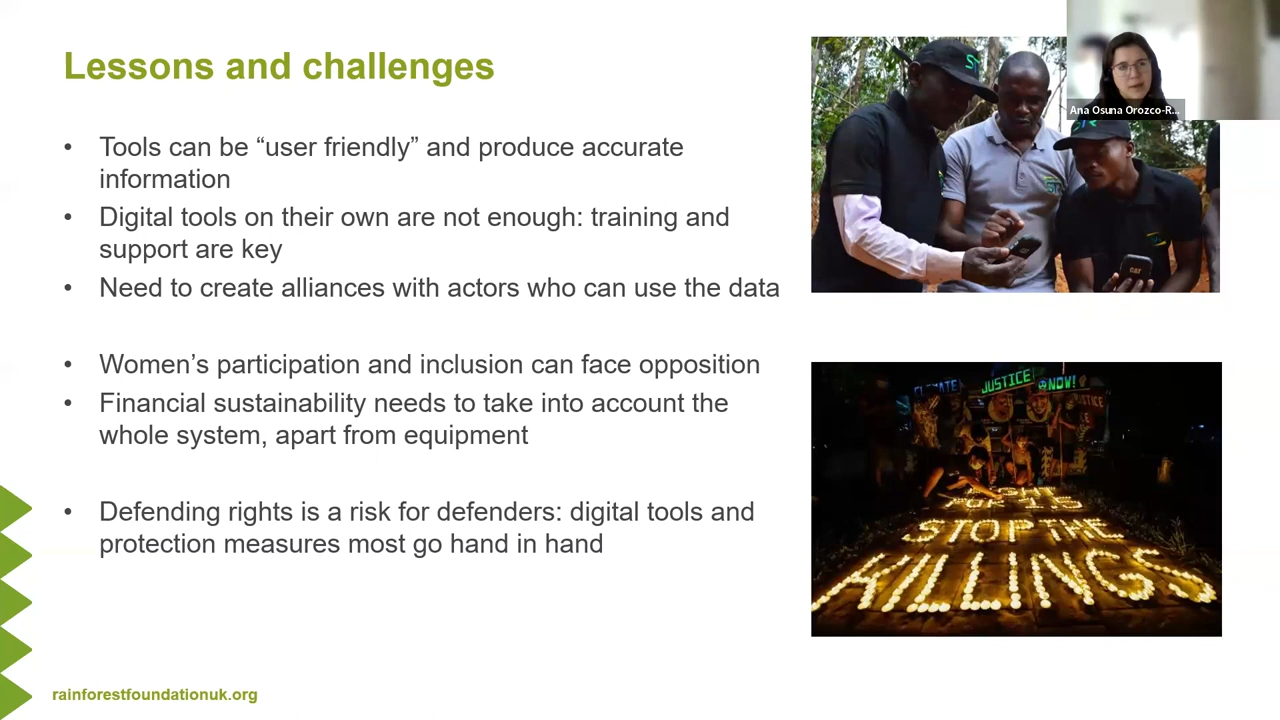 Lessons and challenges
Ana Osuna Orozco-R...
• Tools can be “user friendly” and produce accurate
information
• Digital tools on their own are not enough: training and
support are key
• Need to create alliances with actors who can use the data
• Women’s participation and inclusion can face opposition
• Financial sustainability needs to take into account the
whole system, apart from equipment
• Defending rights is a risk for defenders: digital tools and
protection measures most go hand in hand
CAT
CLIMATE JUSTICE NOW!
JUSTICE
STOP THE
KILLINGS
rainforestfoundationuk.org